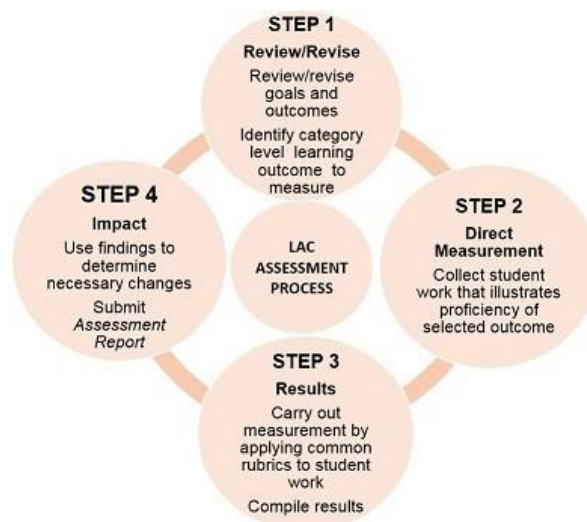 STEP 1
Review/Revise
Review/revise
goals and
outcomes
Identify category
level learning
outcome to
measure
STEP 2
Direct
Measurement
Collect student
work that illustrates
proficiency of
selected outcome
STEP 3
Results
Carry out
measurement by
applying common
rubrics to student
work
Compile results
STEP 4
Impact
Use findings to
determine
necessary changes
Submit
Assessment
Report
LAC
ASSESSMENT
PROCESS